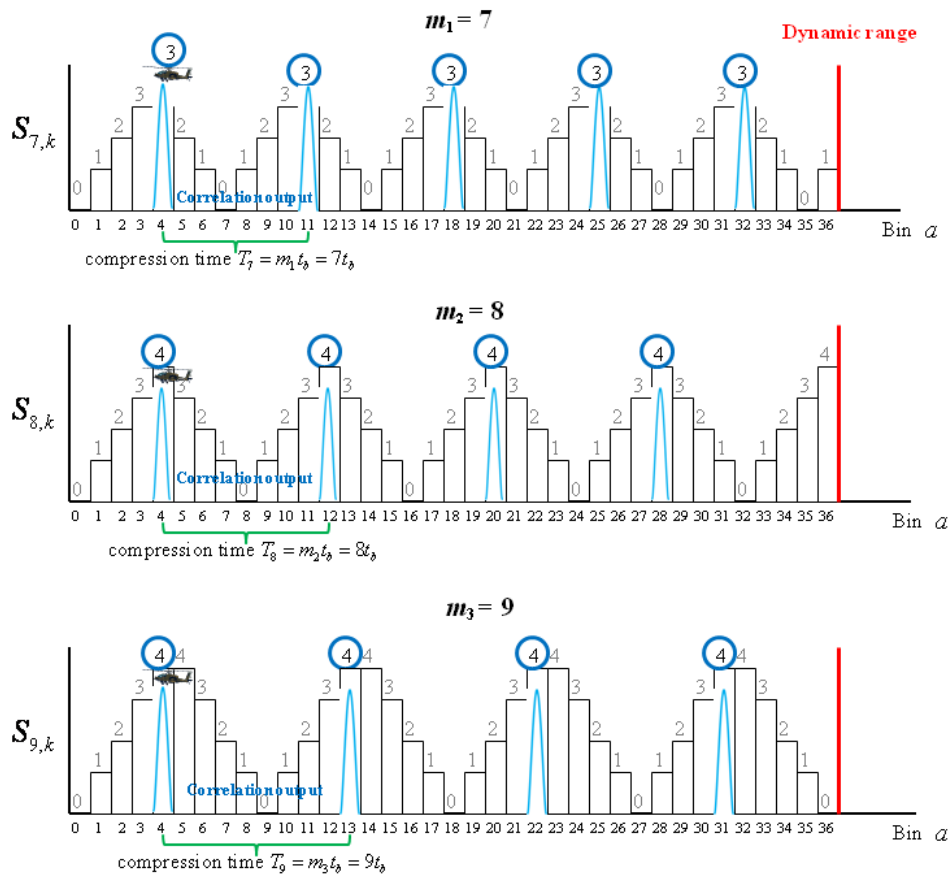 m₁ = 7
Dynamic range
S₇,ₖ
0 1 2 3 3 2 1 0 1 2 3 3 2 1 0 1 2 3 3 2 1 0 1 2 3 3 2 1 0 1 2 3 3 2 1 0 1
Correlation output
0 1 2 3 4 5 6 7 8 9 10 11 12 13 14 15 16 17 18 19 20 21 22 23 24 25 26 27 28 29 30 31 32 33 34 35 36
Bin a
compression time T₇ = m₁t_b = 7t_b
m₂ = 8
S₈,ₖ
0 1 2 3 4 3 2 1 0 1 2 3 4 3 2 1 0 1 2 3 4 3 2 1 0 1 2 3 4 3 2 1 0 1 2 3 4
Correlation output
0 1 2 3 4 5 6 7 8 9 10 11 12 13 14 15 16 17 18 19 20 21 22 23 24 25 26 27 28 29 30 31 32 33 34 35 36
Bin a
compression time T₈ = m₂t_b = 8t_b
m₃ = 9
S₉,ₖ
0 1 2 3 4 4 3 2 1 0 1 2 3 4 4 3 2 1 0 1 2 3 4 4 3 2 1 0 1 2 3 4 4 3 2 1 0
Correlation output
0 1 2 3 4 5 6 7 8 9 10 11 12 13 14 15 16 17 18 19 20 21 22 23 24 25 26 27 28 29 30 31 32 33 34 35 36
Bin a
compression time T₉ = m₃t_b = 9t_b